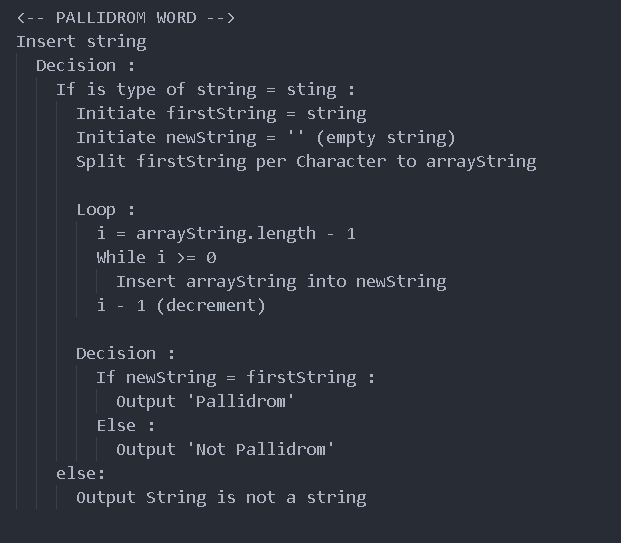 <-- PALLIDROM WORD -->
Insert string
Decision :
If is type of string = sting :
Initiate firstString = string
Initiate newString = '' (empty string)
Split firstString per Character to arrayString
Loop :
i = arrayString.length - 1
While i >= 0
Insert arrayString into newString
i - 1 (decrement)
Decision :
If newString = firstString :
Output 'Pallidrom'
Else :
Output 'Not Pallidrom'
else:
Output String is not a string